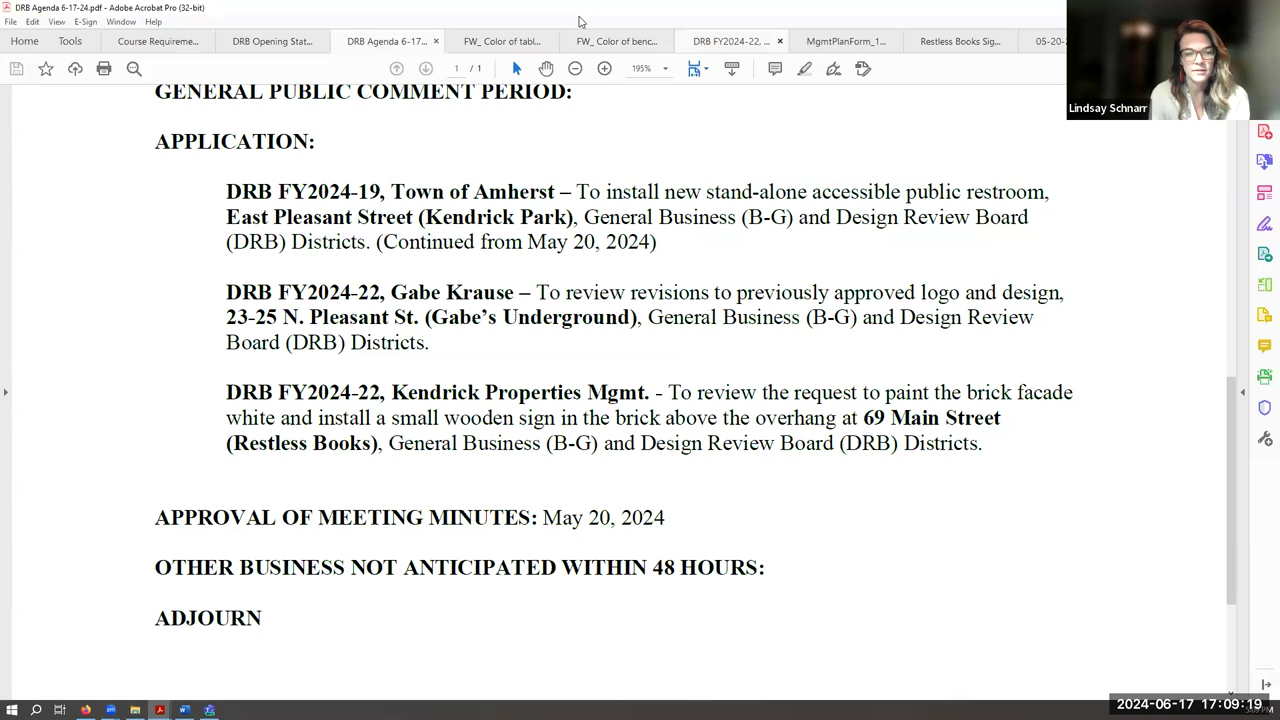 DRB Agenda 6-17-24.pdf - Adobe Acrobat Pro (32-bit)
File Edit View E-Sign Window Help
Home Tools Course Requireme... DRB Opening Stat... DRB Agenda 6-17... × FW_ Color of tabl... FW_ Color of benc... DRB FY2024-22, ... × MgmtPlanForm_1... Restless Books Sig... 05-20-
1 / 1 195%
Lindsay Schnarr
GENERAL PUBLIC COMMENT PERIOD:
APPLICATION:
DRB FY2024-19, Town of Amherst – To install new stand-alone accessible public restroom,
East Pleasant Street (Kendrick Park), General Business (B-G) and Design Review Board
(DRB) Districts. (Continued from May 20, 2024)
DRB FY2024-22, Gabe Krause – To review revisions to previously approved logo and design,
23-25 N. Pleasant St. (Gabe's Underground), General Business (B-G) and Design Review
Board (DRB) Districts.
DRB FY2024-22, Kendrick Properties Mgmt. - To review the request to paint the brick facade
white and install a small wooden sign in the brick above the overhang at 69 Main Street
(Restless Books), General Business (B-G) and Design Review Board (DRB) Districts.
APPROVAL OF MEETING MINUTES: May 20, 2024
OTHER BUSINESS NOT ANTICIPATED WITHIN 48 HOURS:
ADJOURN
2024-06-17 17:09:19